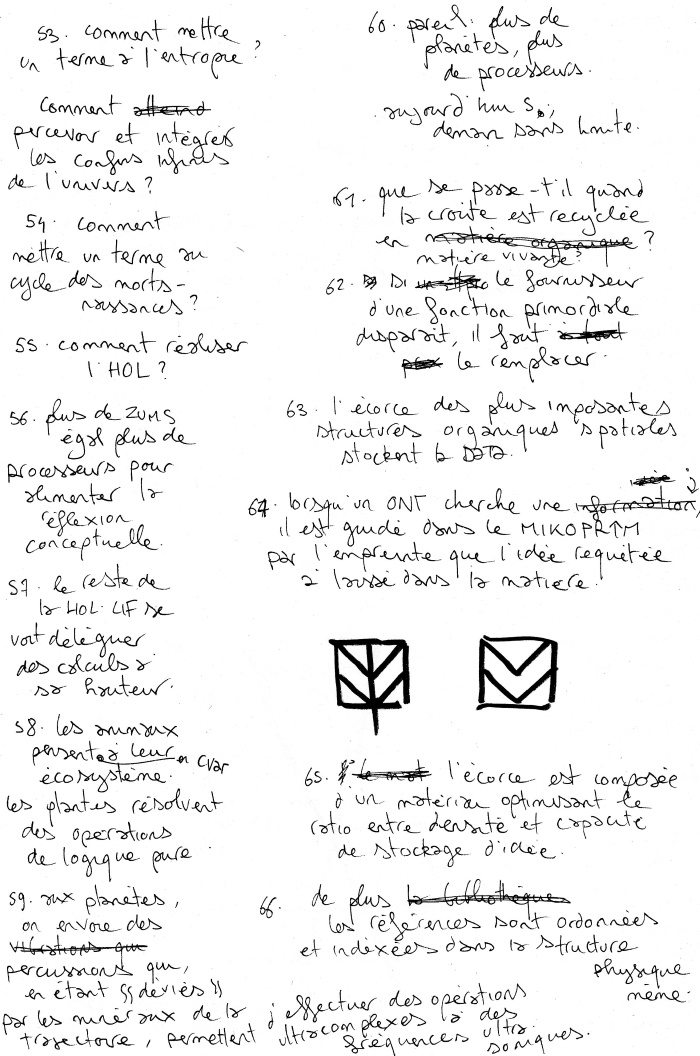 53. comment mettre
un terme à l'entropie ?
comment
percevoir et intégrer
les confins infinis
de l'univers ?
54. comment
mettre un terme au
cycle des morts-
naissances ?
55. comment réaliser
l'HOL ?
56. plus de ZUMS
égal plus de
processeurs pour
alimenter la
réflexion
conceptuelle.
57. le reste de
la HOL. LIF se
voit déléguer
des calculs à
sa hauteur.
58. les animaux
pensent à leur en cvar
écosystème.
les plantes résolvent
des opérations
de logique pure.
59. aux planètes,
on envoie des
vibrations que
percussions qui,
en étant "déviés"
par les minéraux de la
trajectoire, permettent
d'effectuer des opérations
ultracomplexes à des
fréquences ultra.
soniques.
60. pareil: plus de
planètes, plus
de processeurs.
aujourd'hui
demain sans limite.
61. que se passe-t'il quand
la croûte est recyclée
en matière organique ?
matière vivante ?
62. si le fournisseur
d'une fonction primordiale
disparait, il faut
le remplacer.
63. l'écorce des plus imposantes
structures organiques spatiales
stockent la DATA.
idée
64. lorsqu'un ONT cherche une information,
il est guidé dans le MIKOPRTM
par l'empreinte que l'idée requêtée
a laissé dans la matière.
65. le mot l'écorce est composée
d'un matériau optimisant le
ratio entre densité et capacité
de stockage d'idée.
66. de plus la bibliothèque
les références sont ordonnées
et indexées dans la structure
physique
même.